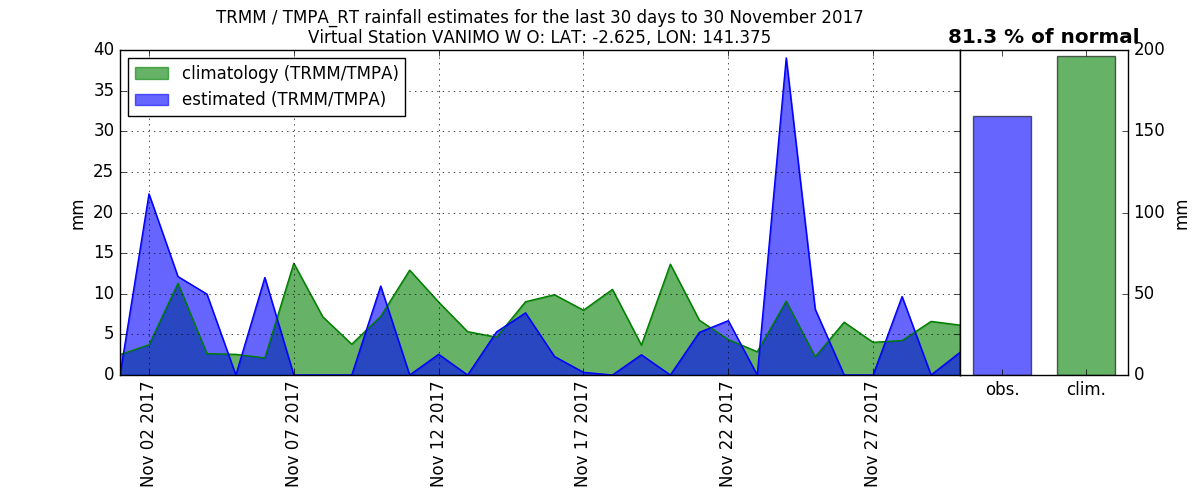 TRMM / TMPA_RT rainfall estimates for the last 30 days to 30 November 2017
Virtual Station VANIMO W O: LAT: -2.625, LON: 141.375
81.3 % of normal
climatology (TRMM/TMPA)
estimated (TRMM/TMPA)
40
35
30
25
20
15
10
5
0
mm
Nov 02 2017
Nov 07 2017
Nov 12 2017
Nov 17 2017
Nov 22 2017
Nov 27 2017
obs.
clim.
200
150
100
50
0
mm